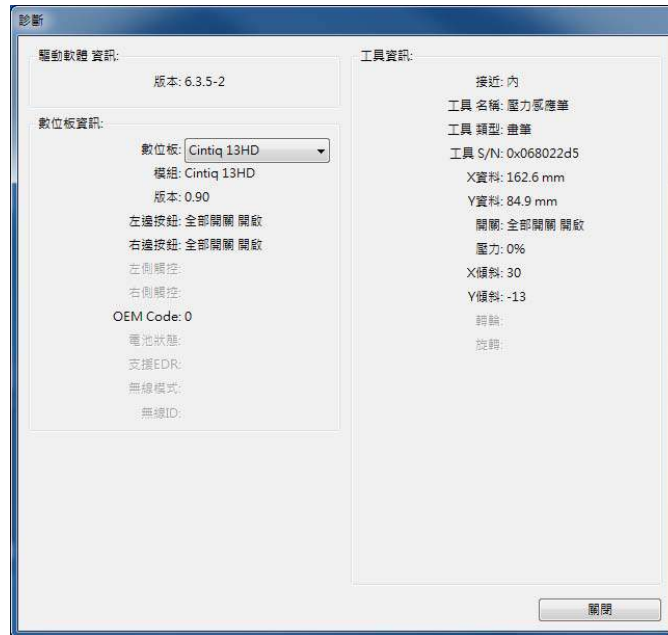 診斷
驅動軟體 資訊:
版本: 6.3.5-2
數位板資訊:
數位板: Cintiq 13HD
模組: Cintiq 13HD
版本: 0.90
左邊按鈕: 全部開關 開啟
右邊按鈕: 全部開關 開啟
左側觸控:
右側觸控:
OEM Code: 0
電池狀態:
支援EDR:
無線模式:
無線ID:
工具資訊:
接近: 內
工具 名稱: 壓力感應筆
工具 類型: 畫筆
工具 S/N: 0x068022d5
X資料: 162.6 mm
Y資料: 84.9 mm
開關: 全部開關 開啟
壓力: 0%
X傾斜: 30
Y傾斜: -13
轉輪:
旋轉:
關閉